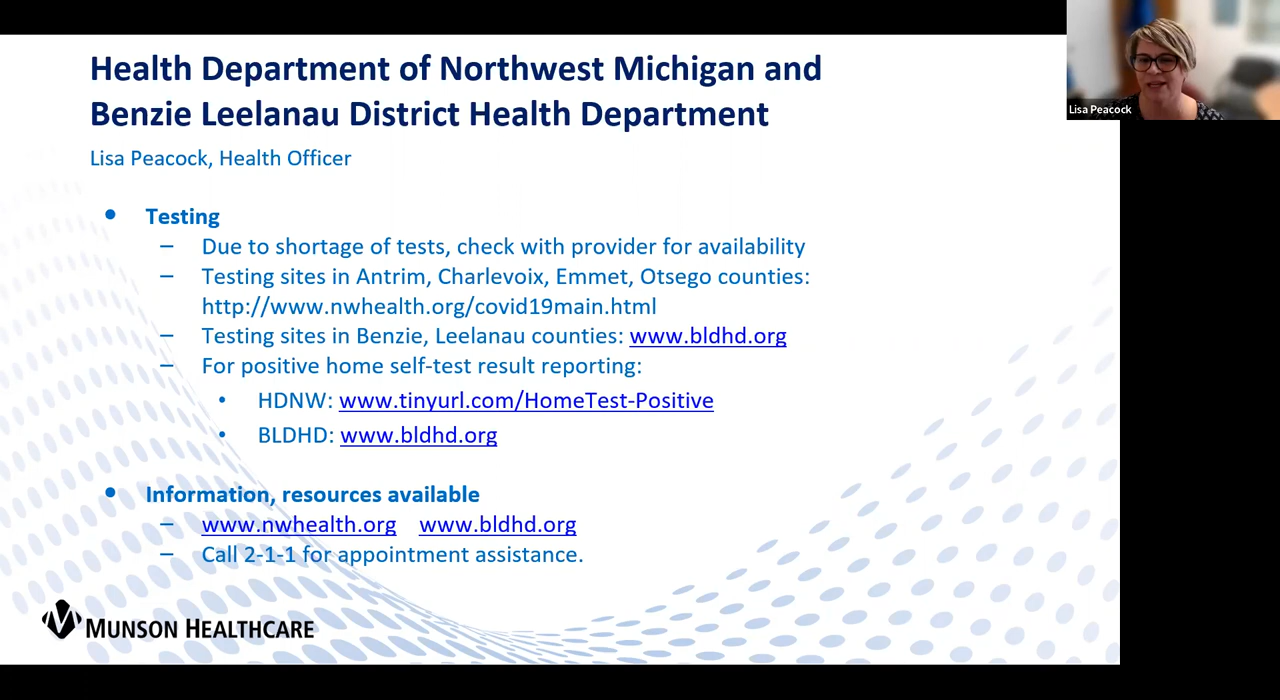 Health Department of Northwest Michigan and
Benzie Leelanau District Health Department
Lisa Peacock, Health Officer
• Testing
– Due to shortage of tests, check with provider for availability
– Testing sites in Antrim, Charlevoix, Emmet, Otsego counties:
http://www.nwhealth.org/covid19main.html
– Testing sites in Benzie, Leelanau counties: www.bldhd.org
– For positive home self-test result reporting:
• HDNW: www.tinyurl.com/HomeTest-Positive
• BLDHD: www.bldhd.org
• Information, resources available
– www.nwhealth.org www.bldhd.org
– Call 2-1-1 for appointment assistance.
MUNSON HEALTHCARE
Lisa Peacock